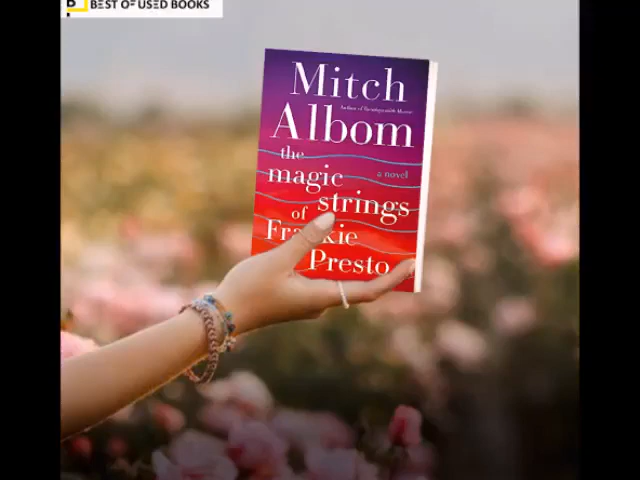 BEST OF USED BOOKS
Mitch
Author of Tuesdays with Morrie
Albom
the
magic
a novel
strings
of
Frankie
Presto